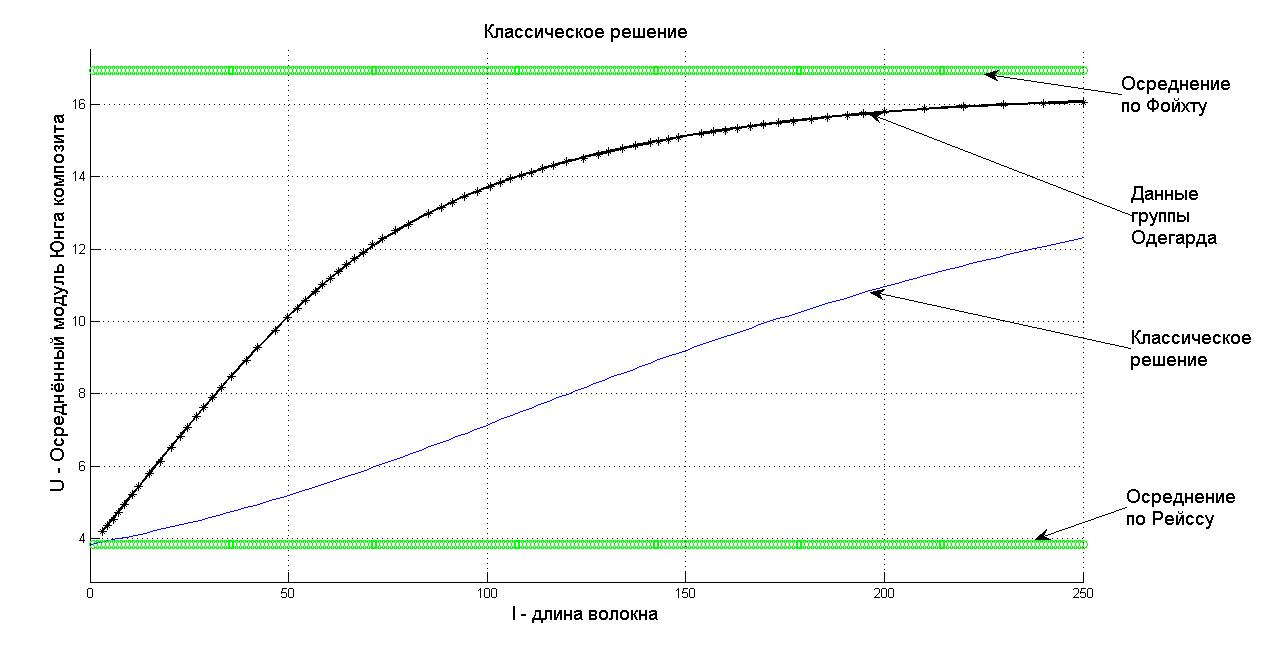 Классическое решение
U - Осреднённый модуль Юнга композита
16
14
12
10
8
6
4
0
50
100
150
200
250
l - длина волокна
Осреднение
по Фойхту
Данные
группы
Одегарда
Классическое
решение
Осреднение
по Рейссу